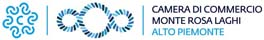 CAMERA DI COMMERCIO
MONTE ROSA LAGHI
ALTO PIEMONTE